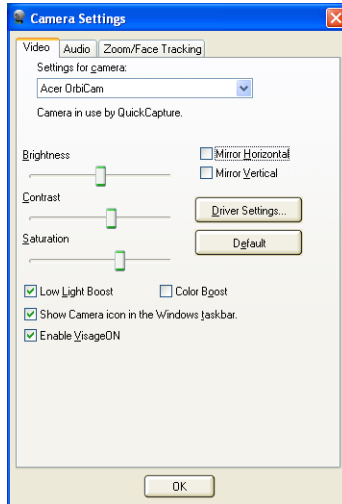 Camera Settings
Video Audio Zoom/Face Tracking
Settings for camera:
Acer OrbiCam
Camera in use by QuickCapture.
Brightness
Mirror Horizontal
Mirror Vertical
Contrast
Driver Settings...
Saturation
Default
Low Light Boost Color Boost
Show Camera icon in the Windows taskbar.
Enable VisageON
OK